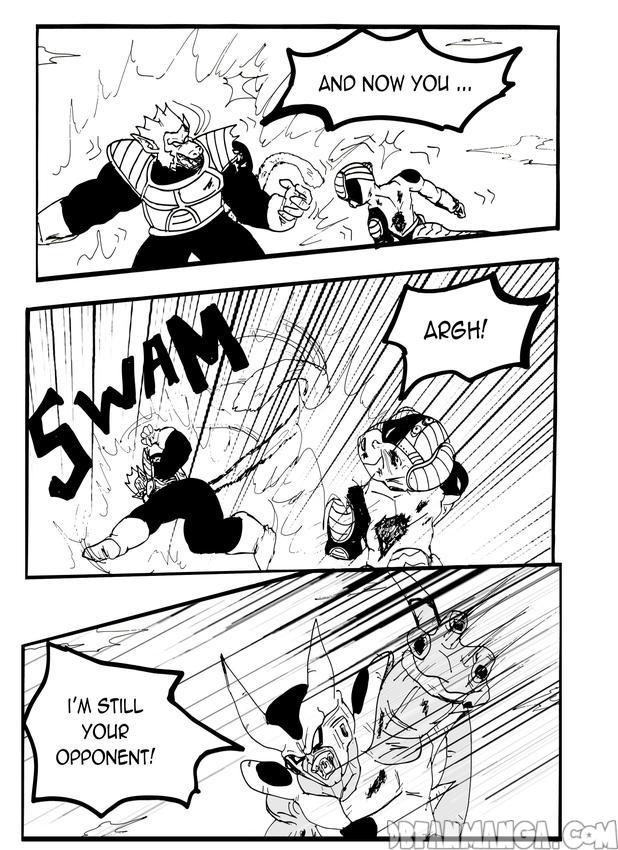 AND NOW YOU ...
SWAM
ARGH!
I'M STILL
YOUR
OPPONENT!
DBFANMANGA.COM